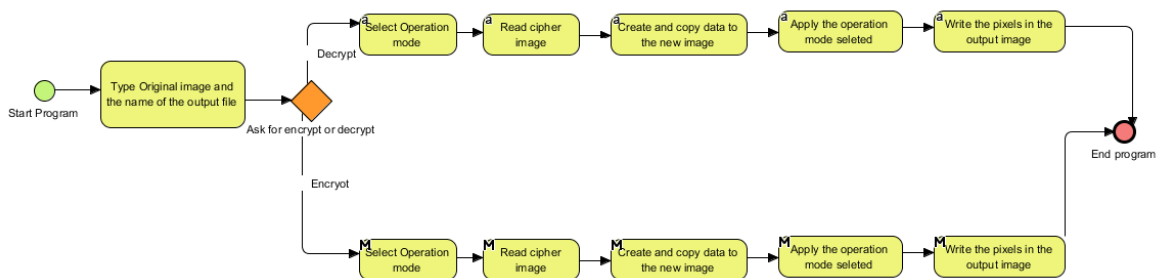 a Select Operation
mode
a Read cipher
image
a Create and copy data to
the new image
a Apply the operation
mode seleted
a Write the pixels in the
output image
Decrypt
Type Original image and
the name of the output file
Start Program
Ask for encrypt or decrypt
End program
Encryot
M Select Operation
mode
M Read cipher
image
M Create and copy data to
the new image
M Apply the operation
mode seleted
M Write the pixels in the
output image